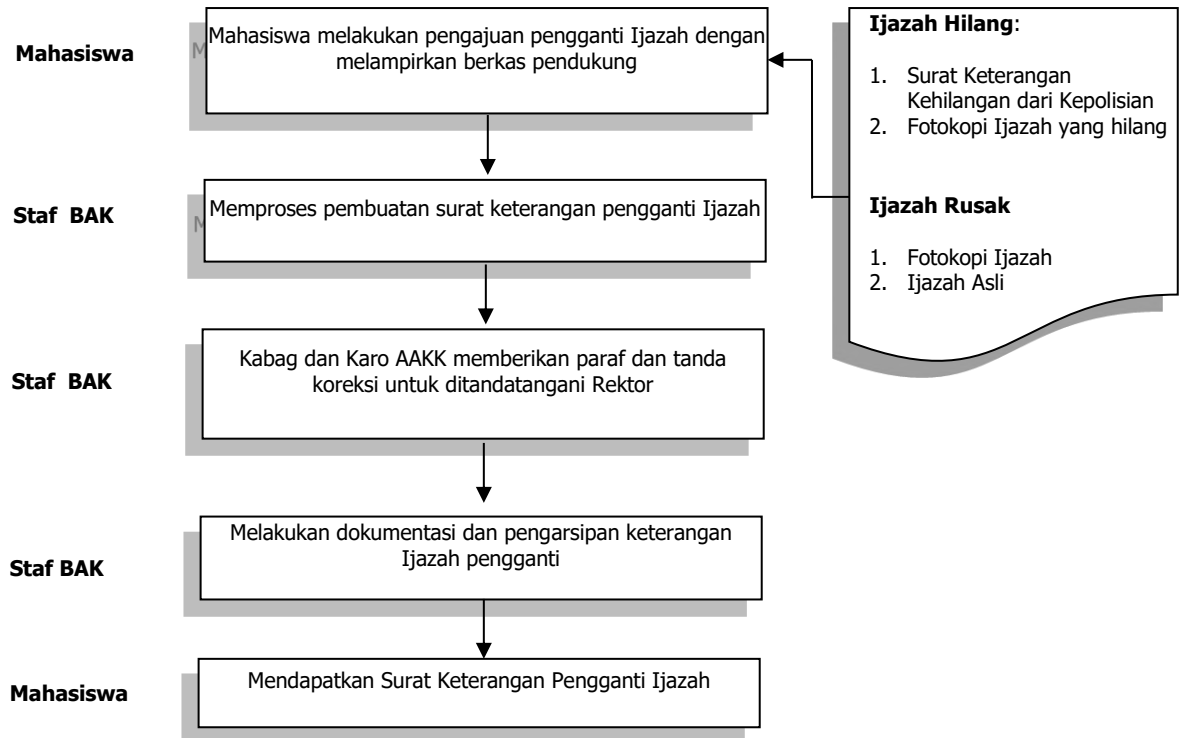 Mahasiswa
Mahasiswa melakukan pengajuan pengganti Ijazah dengan
melampirkan berkas pendukung
Ijazah Hilang:
1. Surat Keterangan
Kehilangan dari Kepolisian
2. Fotokopi Ijazah yang hilang
Ijazah Rusak
1. Fotokopi Ijazah
2. Ijazah Asli
Staf BAK
Memproses pembuatan surat keterangan pengganti Ijazah
Staf BAK
Kabag dan Karo AAKK memberikan paraf dan tanda
koreksi untuk ditandatangani Rektor
Staf BAK
Melakukan dokumentasi dan pengarsipan keterangan
Ijazah pengganti
Mahasiswa
Mendapatkan Surat Keterangan Pengganti Ijazah